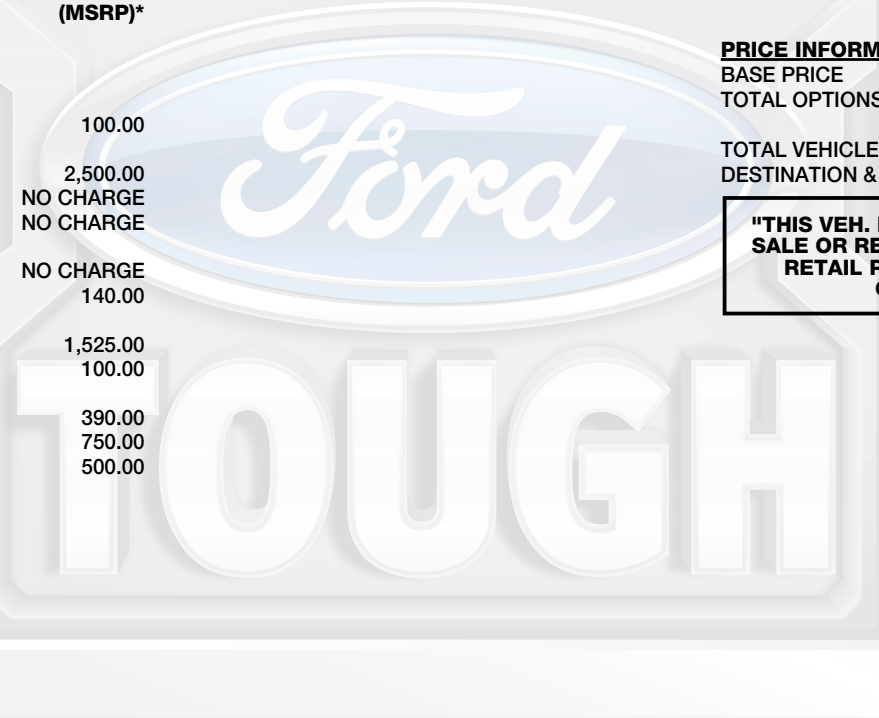 (MSRP)*
100.00
2,500.00
NO CHARGE
NO CHARGE
NO CHARGE
140.00
1,525.00
100.00
390.00
750.00
500.00
PRICE INFORM
BASE PRICE
TOTAL OPTIONS
TOTAL VEHICLE
DESTINATION &
"THIS VEH.
SALE OR RE
RETAIL P
Ford
TOUGH